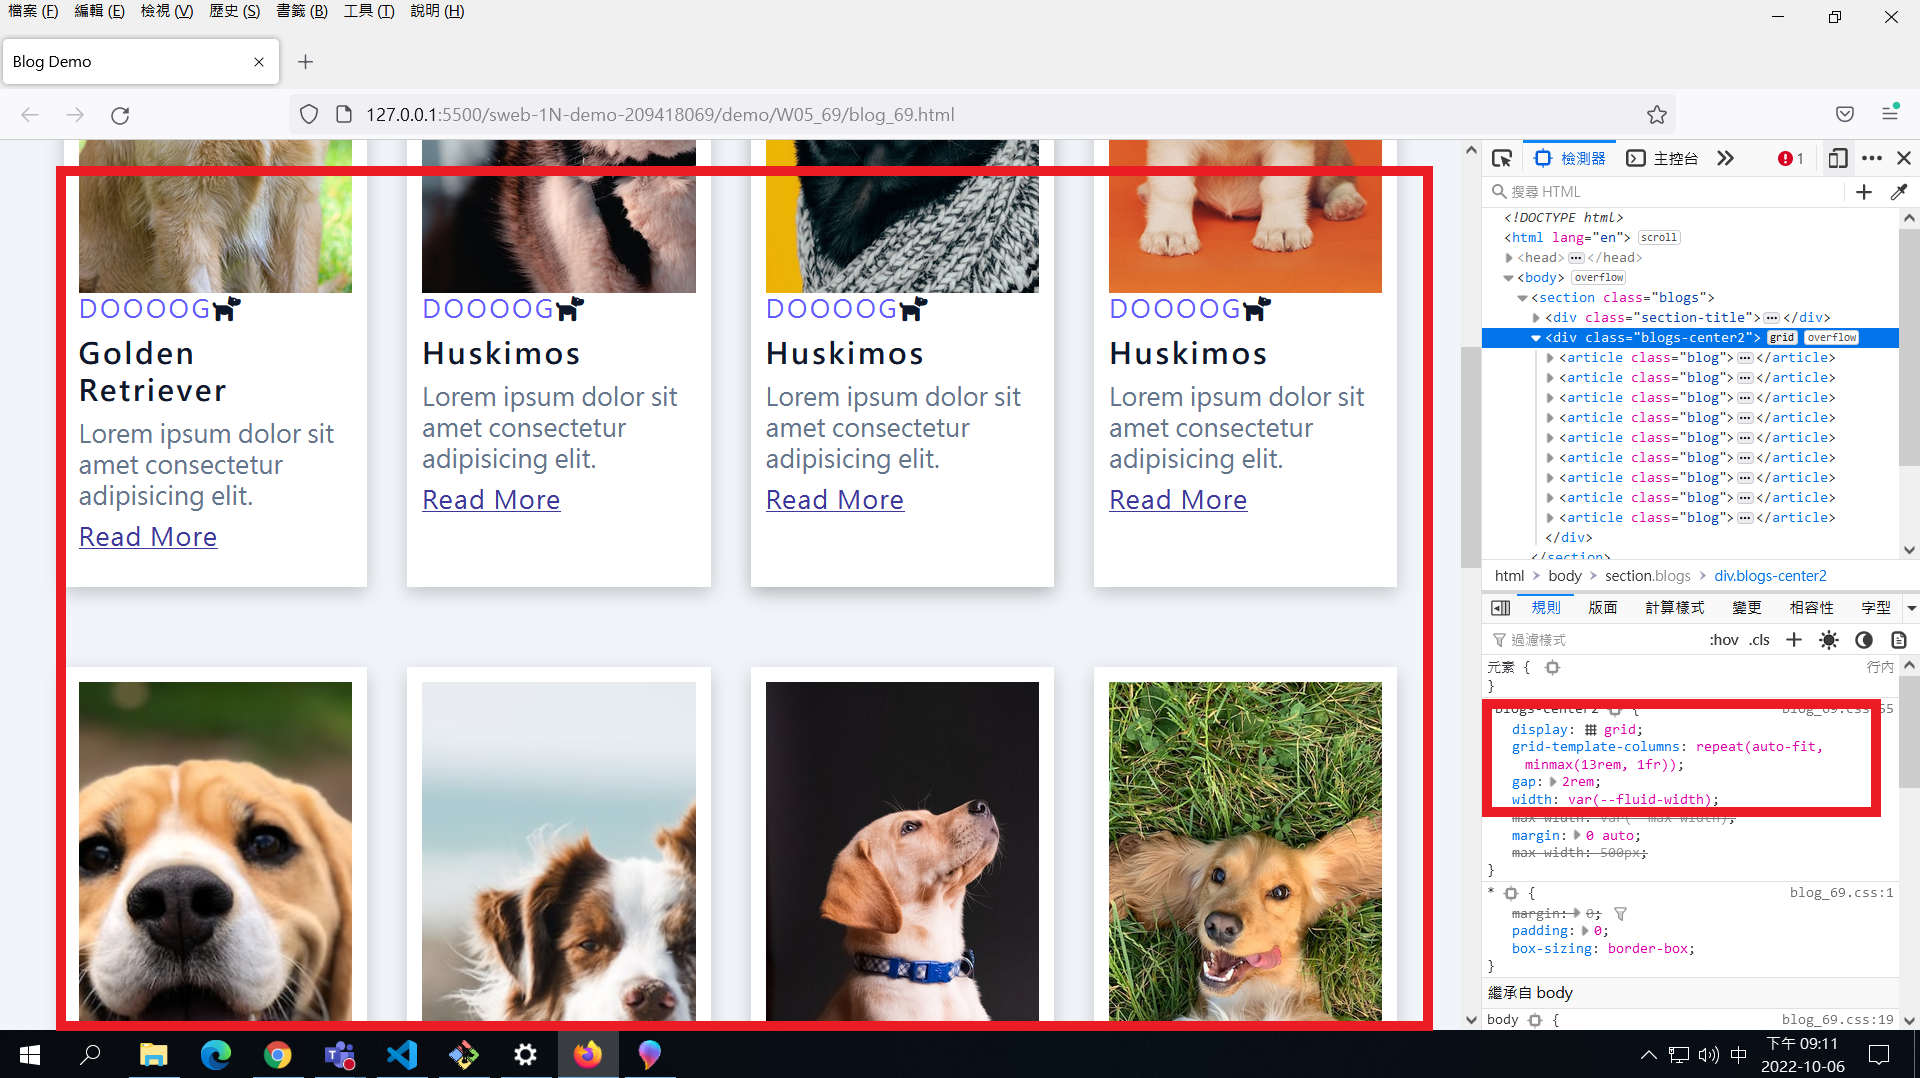 檔案 (F) 編輯 (E) 檢視 (V) 歷史 (S) 書籤 (B) 工具 (T) 說明 (H)
Blog Demo
127.0.0.1:5500/sweb-1N-demo-209418069/demo/W05_69/blog_69.html
DOOOOG
Golden
Retriever
Lorem ipsum dolor sit
amet consectetur
adipisicing elit.
Read More
DOOOOG
Huskimos
Lorem ipsum dolor sit
amet consectetur
adipisicing elit.
Read More
DOOOOG
Huskimos
Lorem ipsum dolor sit
amet consectetur
adipisicing elit.
Read More
DOOOOG
Huskimos
Lorem ipsum dolor sit
amet consectetur
adipisicing elit.
Read More
檢測器 主控台 1
搜尋 HTML
<!DOCTYPE html>
<html lang="en"> scroll
<head> </head>
<body> overflow
<section class="blogs">
<div class="section-title"> </div>
<div class="blogs-center2"> grid overflow
<article class="blog"> </article>
<article class="blog"> </article>
<article class="blog"> </article>
<article class="blog"> </article>
<article class="blog"> </article>
<article class="blog"> </article>
<article class="blog"> </article>
<article class="blog"> </article>
<article class="blog"> </article>
</div>
</section>
html > body > section.blogs > div.blogs-center2
規則 版面 計算樣式 變更 相容性 字型
過濾樣式 :hov .cls
元素 { 行內
}
blogs-center2 { blog_69.css:55
display: grid;
grid-template-columns: repeat(auto-fit,
minmax(13rem, 1fr));
gap: 2rem;
width: var(--fluid-width);
max-width: var(--max-width);
margin: 0 auto;
max-width: 500px;
}
* { blog_69.css:1
margin: 0;
padding: 0;
box-sizing: border-box;
}
繼承自 body
body { blog_69.css:19
中
下午 09:11
2022-10-06